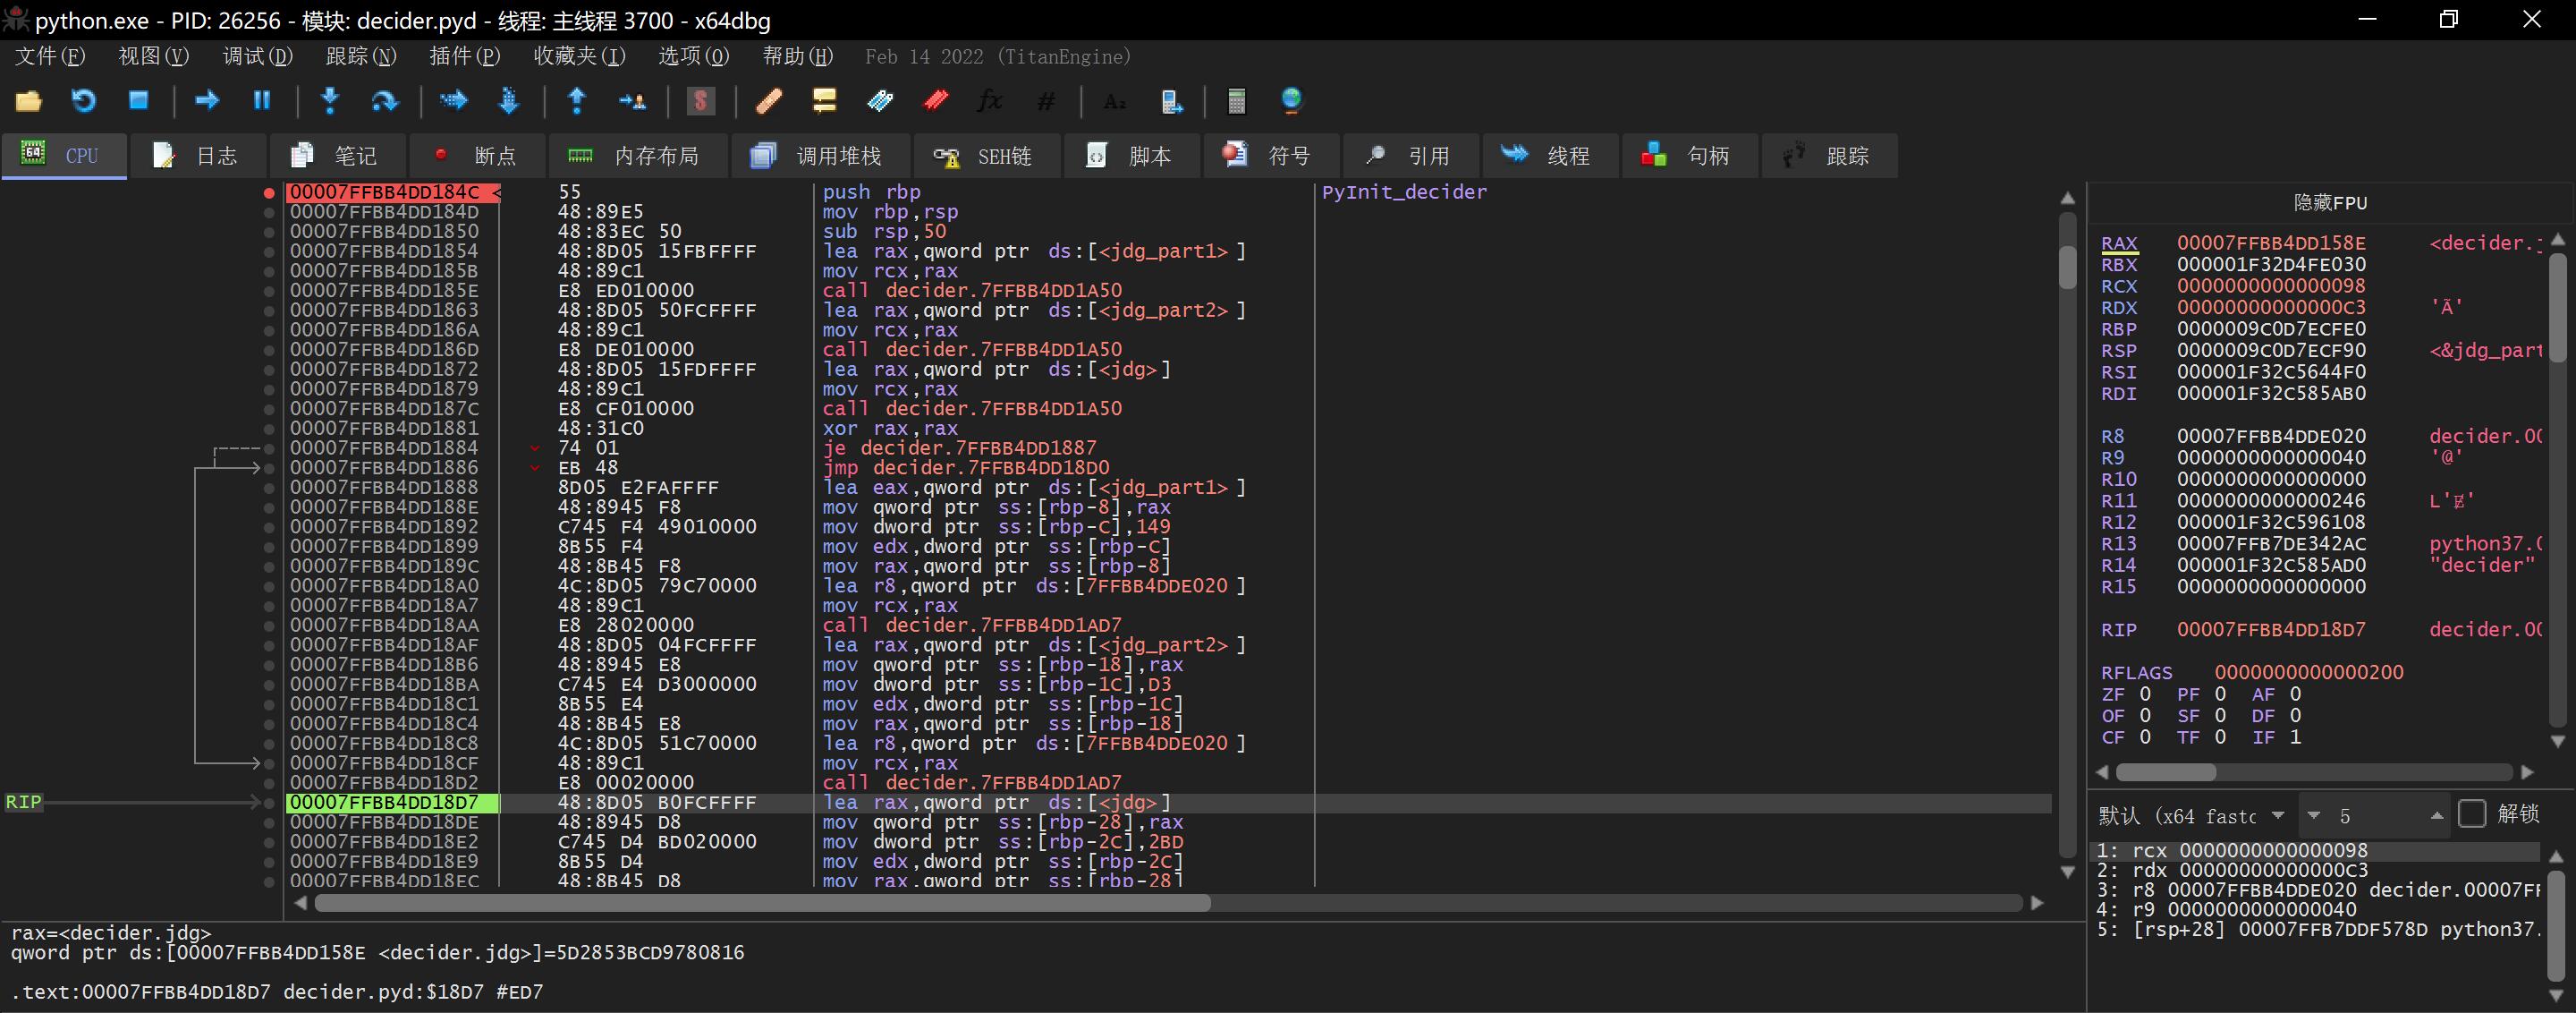 python.exe - PID: 26256 - 模块: decider.pyd - 线程: 主线程 3700 - x64dbg
文件(F) 视图(V) 调试(D) 跟踪(N) 插件(P) 收藏夹(I) 选项(O) 帮助(H) Feb 14 2022 (TitanEngine)
CPU 日志 笔记 断点 内存布局 调用堆栈 SEH链 脚本 符号 引用 线程 句柄 跟踪
00007FFBB4DD184C 55 push rbp PyInit_decider
00007FFBB4DD184D 48:89E5 mov rbp,rsp
00007FFBB4DD1850 48:83EC 50 sub rsp,50
00007FFBB4DD1854 48:8D05 15FBFFFF lea rax,qword ptr ds:[<jdg_part1>]
00007FFBB4DD185B 48:89C1 mov rcx,rax
00007FFBB4DD185E E8 ED010000 call decider.7FFBB4DD1A50
00007FFBB4DD1863 48:8D05 50FCFFFF lea rax,qword ptr ds:[<jdg_part2>]
00007FFBB4DD186A 48:89C1 mov rcx,rax
00007FFBB4DD186D E8 DE010000 call decider.7FFBB4DD1A50
00007FFBB4DD1872 48:8D05 15FDFFFF lea rax,qword ptr ds:[<jdg>]
00007FFBB4DD1879 48:89C1 mov rcx,rax
00007FFBB4DD187C E8 CF010000 call decider.7FFBB4DD1A50
00007FFBB4DD1881 48:31C0 xor rax,rax
00007FFBB4DD1884 74 01 je decider.7FFBB4DD1887
00007FFBB4DD1886 EB 48 jmp decider.7FFBB4DD18D0
00007FFBB4DD1888 8D05 E2FAFFFF lea eax,qword ptr ds:[<jdg_part1>]
00007FFBB4DD188E 48:8945 F8 mov qword ptr ss:[rbp-8],rax
00007FFBB4DD1892 C745 F4 49010000 mov dword ptr ss:[rbp-C],149
00007FFBB4DD1899 8B55 F4 mov edx,dword ptr ss:[rbp-C]
00007FFBB4DD189C 48:8B45 F8 mov rax,qword ptr ss:[rbp-8]
00007FFBB4DD18A0 4C:8D05 79C70000 lea r8,qword ptr ds:[7FFBB4DDE020]
00007FFBB4DD18A7 48:89C1 mov rcx,rax
00007FFBB4DD18AA E8 28020000 call decider.7FFBB4DD1AD7
00007FFBB4DD18AF 48:8D05 04FCFFFF lea rax,qword ptr ds:[<jdg_part2>]
00007FFBB4DD18B6 48:8945 E8 mov qword ptr ss:[rbp-18],rax
00007FFBB4DD18BA C745 E4 D3000000 mov dword ptr ss:[rbp-1C],D3
00007FFBB4DD18C1 8B55 E4 mov edx,dword ptr ss:[rbp-1C]
00007FFBB4DD18C4 48:8B45 E8 mov rax,qword ptr ss:[rbp-18]
00007FFBB4DD18C8 4C:8D05 51C70000 lea r8,qword ptr ds:[7FFBB4DDE020]
00007FFBB4DD18CF 48:89C1 mov rcx,rax
00007FFBB4DD18D2 E8 00020000 call decider.7FFBB4DD1AD7
RIP 00007FFBB4DD18D7 48:8D05 B0FCFFFF lea rax,qword ptr ds:[<jdg>]
00007FFBB4DD18DE 48:8945 D8 mov qword ptr ss:[rbp-28],rax
00007FFBB4DD18E2 C745 D4 BD020000 mov dword ptr ss:[rbp-2C],2BD
00007FFBB4DD18E9 8B55 D4 mov edx,dword ptr ss:[rbp-2C]
00007FFBB4DD18EC 48:8B45 D8 mov rax,qword ptr ss:[rbp-28]
rax=<decider.jdg>
qword ptr ds:[00007FFBB4DD158E <decider.jdg>]=5D2853BCD9780816
.text:00007FFBB4DD18D7 decider.pyd:$18D7 #ED7
隐藏FPU
RAX 00007FFBB4DD158E <decider.j
RBX 000001F32D4FE030
RCX 0000000000000098
RDX 00000000000000C3 'Ã'
RBP 0000009C0D7ECFE0
RSP 0000009C0D7ECF90 <&jdg_part
RSI 000001F32C5644F0
RDI 000001F32C585AB0
R8 00007FFBB4DDE020 decider.00
R9 0000000000000040 '@'
R10 0000000000000000
R11 0000000000000246 L'Ɇ'
R12 000001F32C596108
R13 00007FFB7DE342AC python37.0
R14 000001F32C585AD0 "decider"
R15 0000000000000000
RIP 00007FFBB4DD18D7 decider.00
RFLAGS 0000000000000200
ZF 0 PF 0 AF 0
OF 0 SF 0 DF 0
CF 0 TF 0 IF 1
默认 (x64 fastc 5 解锁
1: rcx 0000000000000098
2: rdx 00000000000000C3
3: r8 00007FFBB4DDE020 decider.00007FF
4: r9 0000000000000040
5: [rsp+28] 00007FFB7DDF578D python37.